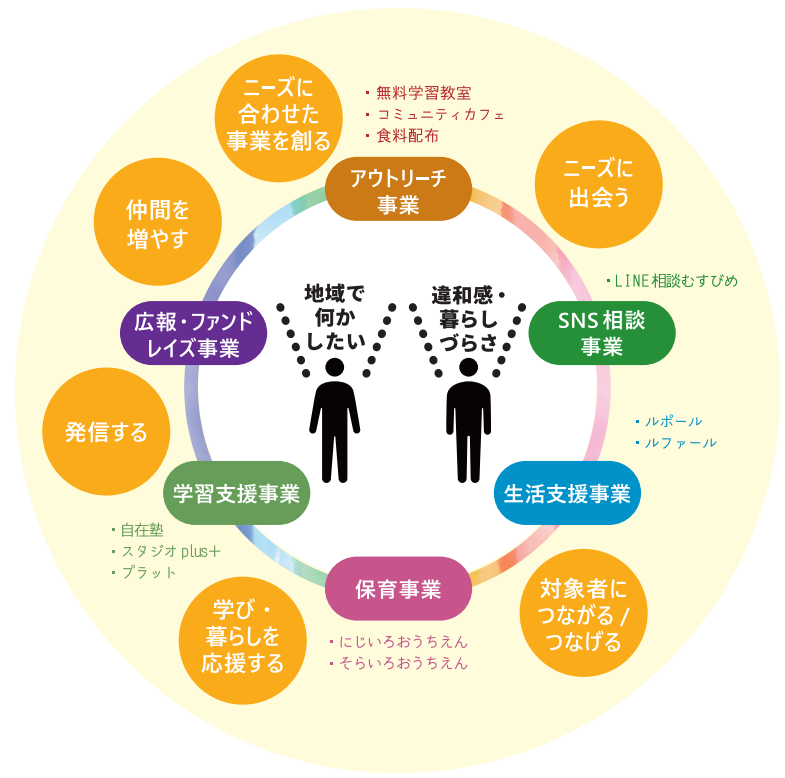 ニーズに
合わせた
事業を創る
・無料学習教室
・コミュニティカフェ
・食料配布
アウトリーチ
事業
ニーズに
出会う
仲間を
増やす
・LINE相談むすびめ
広報・ファンド
レイズ事業
地域で
何か
したい
違和感・
暮らし
づらさ
SNS相談
事業
発信する
・ルポール
・ルファール
学習支援事業
生活支援事業
・自在塾
・スタジオplus+
・プラット
保育事業
対象者に
つながる/
つなげる
学び・
暮らしを
応援する
・にじいろおうちえん
・そらいろおうちえん